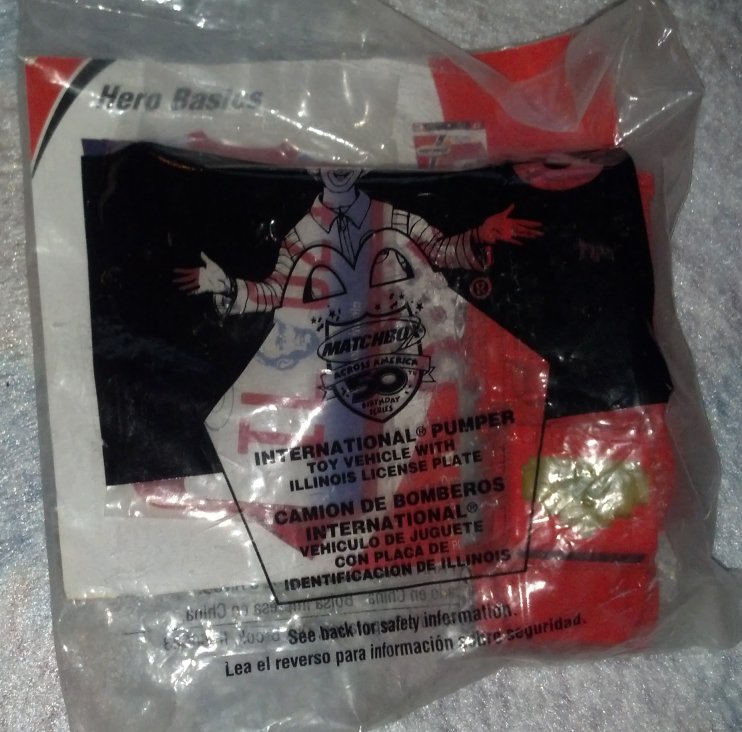 Hero Basics
®
MATCHBOX
ACROSS AMERICA
50TH
BIRTHDAY
SERIES
INTERNATIONAL® PUMPER
TOY VEHICLE WITH
ILLINOIS LICENSE PLATE
CAMION DE BOMBEROS
INTERNATIONAL®
VEHICULO DE JUGUETE
CON PLACA DE
IDENTIFICACION DE ILLINOIS
See back for safety information.
Lea el reverso para información sobre seguridad.